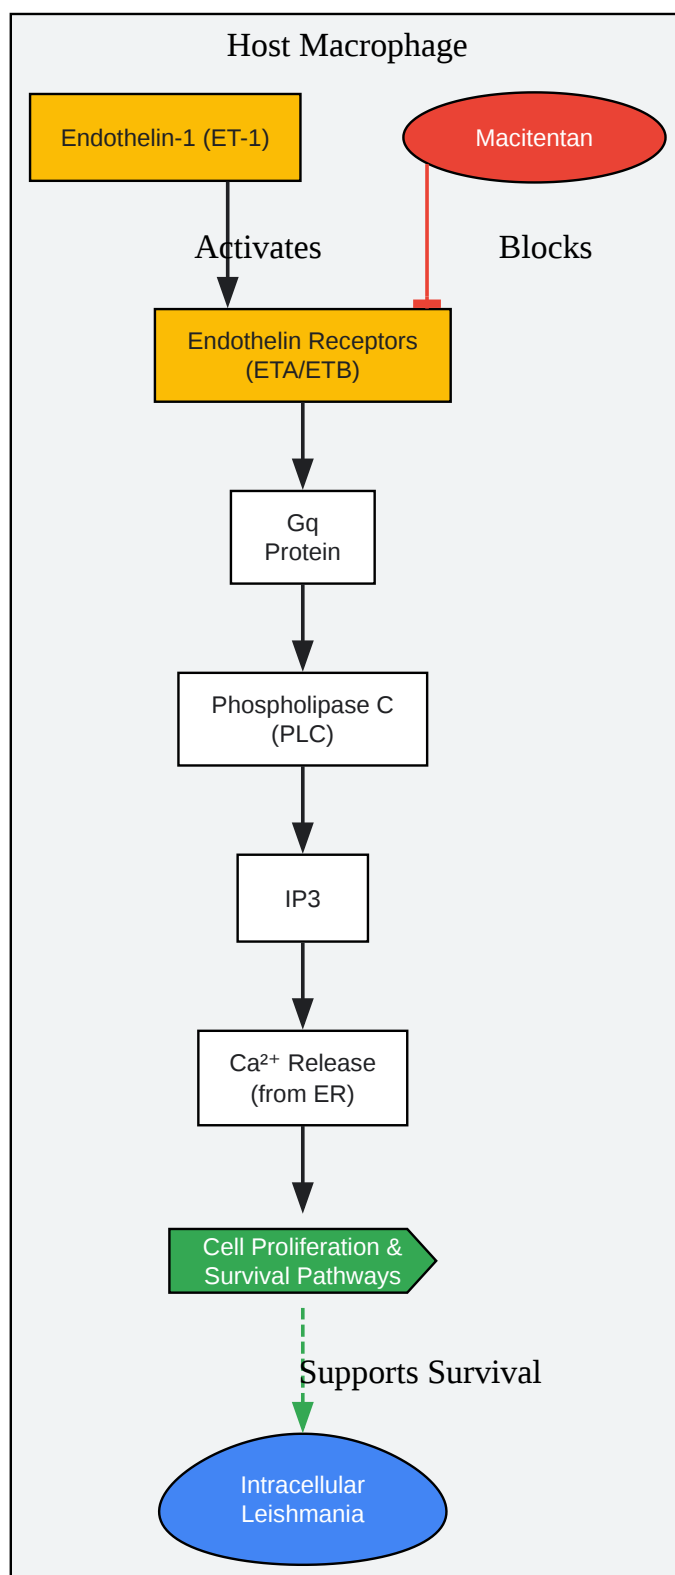 Host Macrophage
Endothelin-1 (ET-1)
Macitentan
Activates
Blocks
Endothelin Receptors
(ETA/ETB)
Gq
Protein
Phospholipase C
(PLC)
IP3
Ca²⁺ Release
(from ER)
Cell Proliferation &
Survival Pathways
Supports Survival
Intracellular
Leishmania